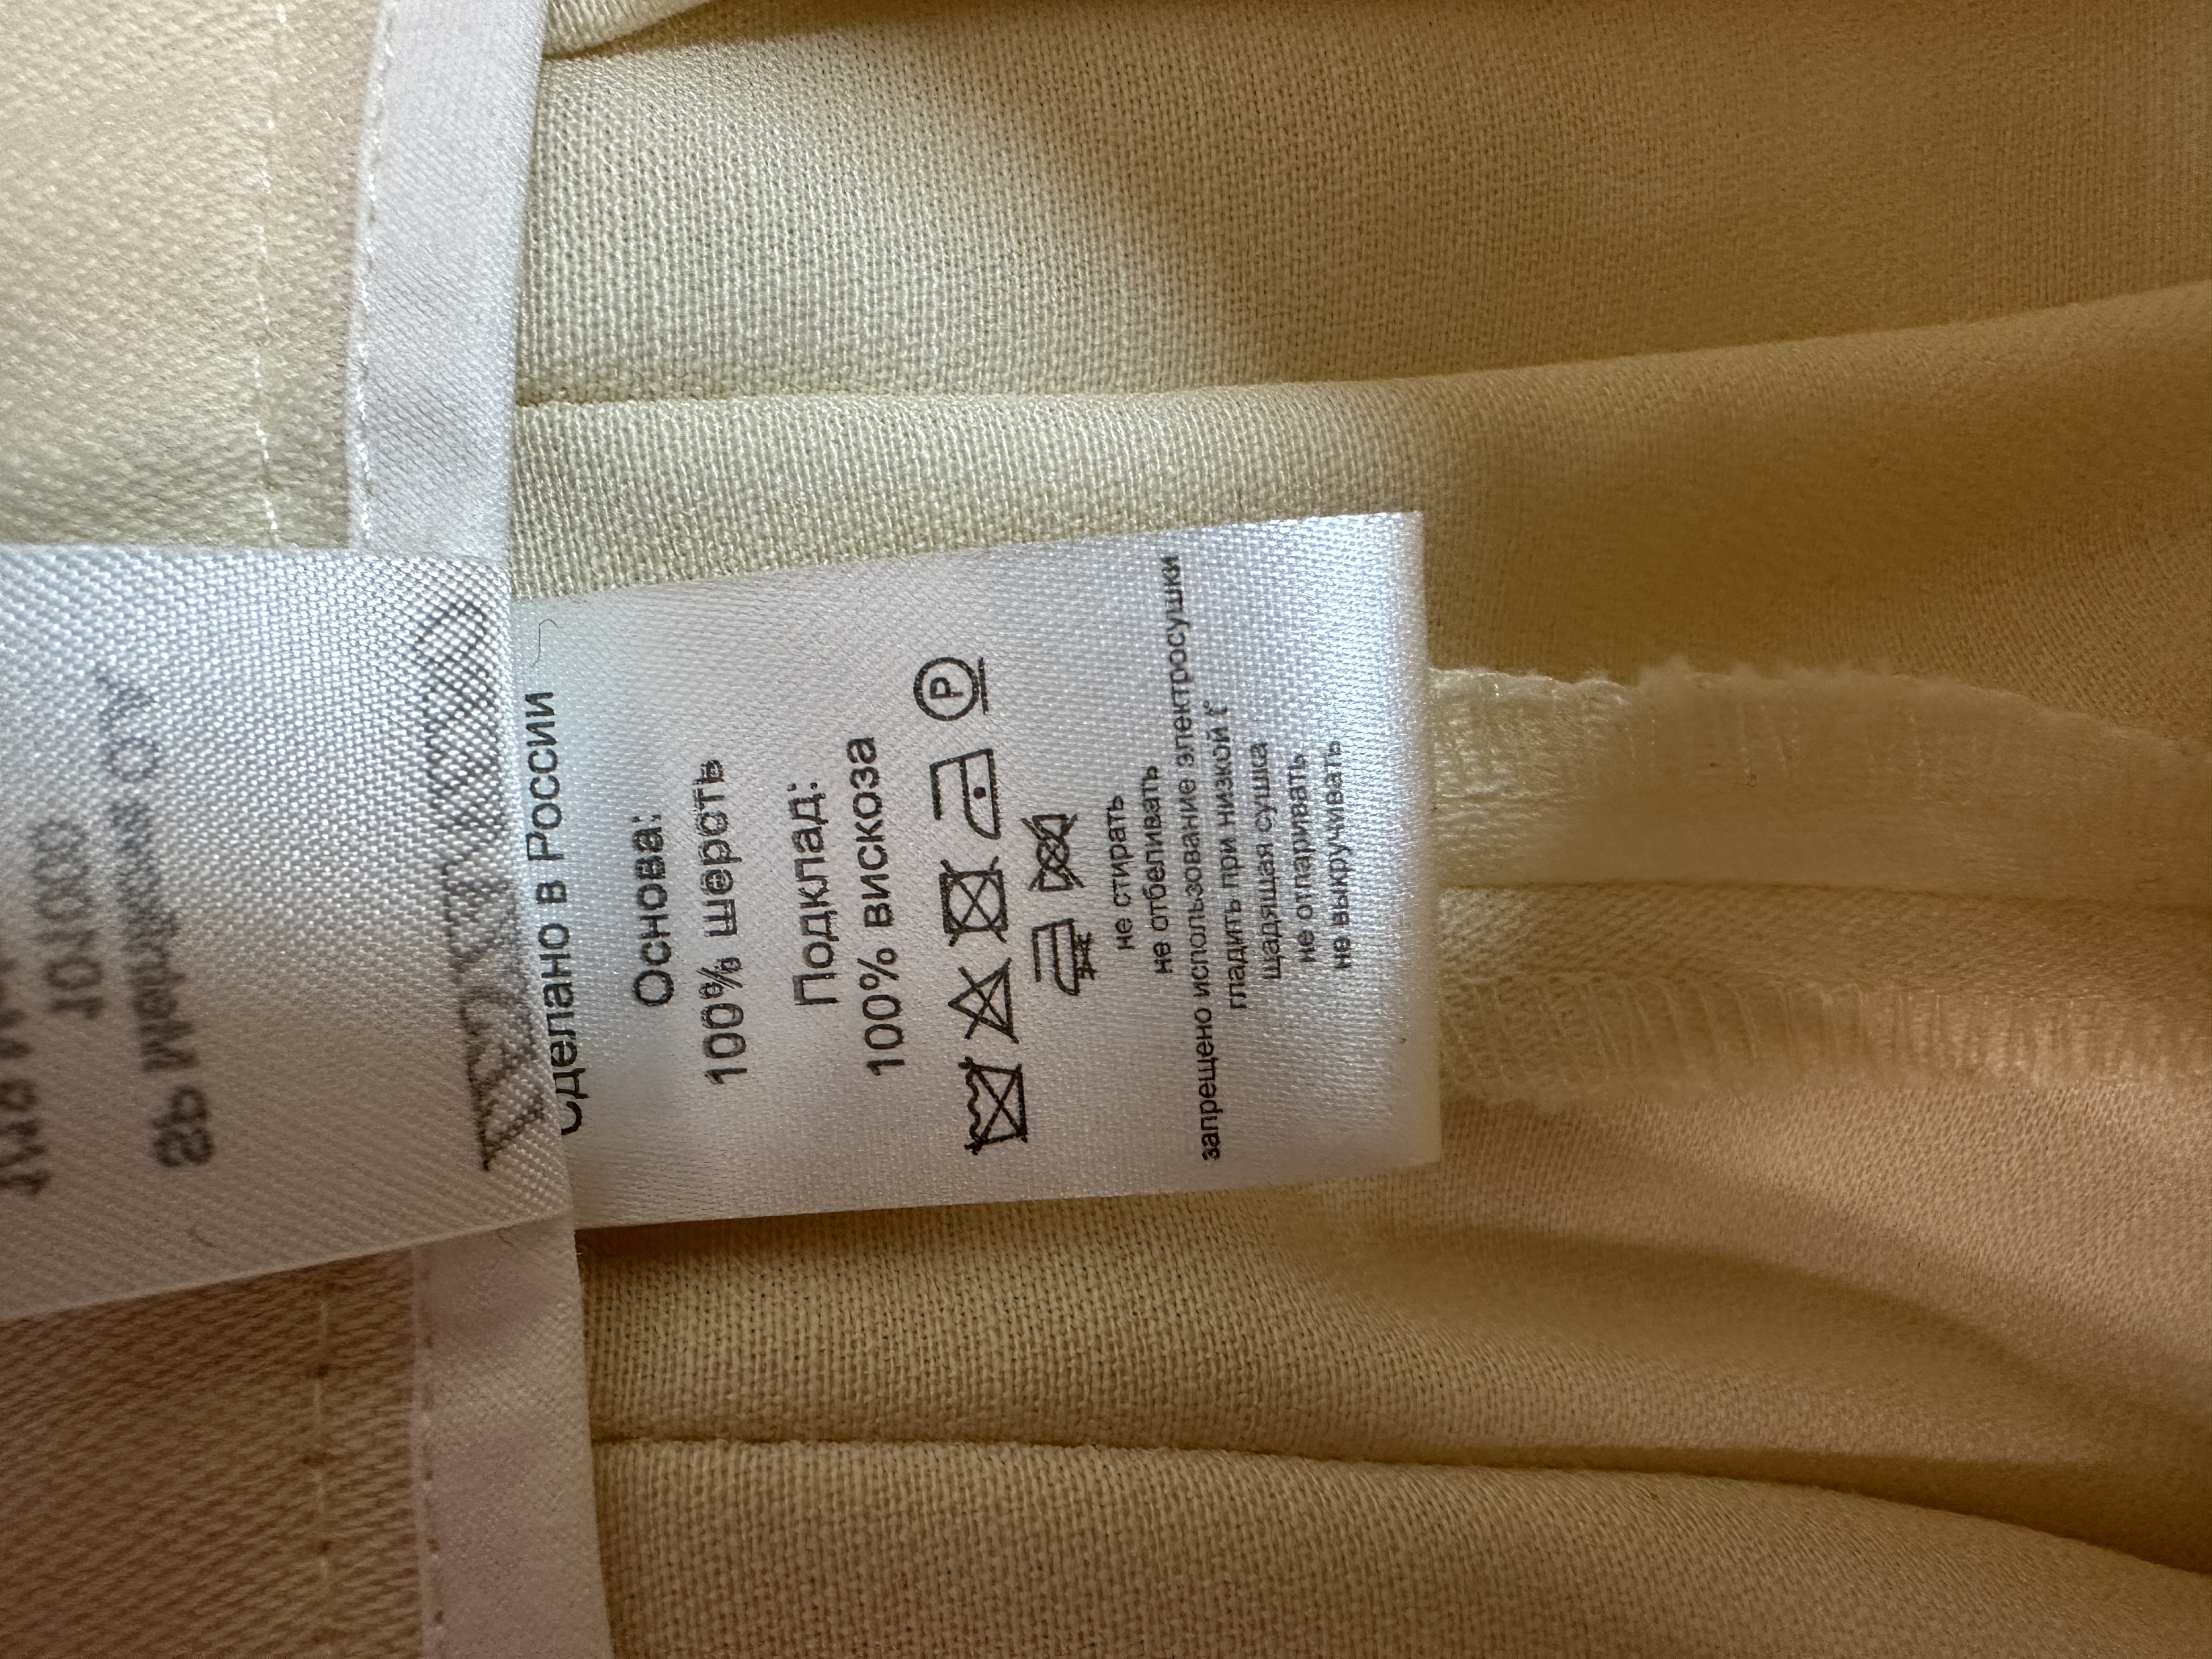 Сделано в России
Основа:
100% шерсть
Подклад:
100% вискоза
P
не стирать
не отбеливать
запрещено использование электросушки
гладить при низкой t°
щадящая сушка
не отпаривать
не выкручивать